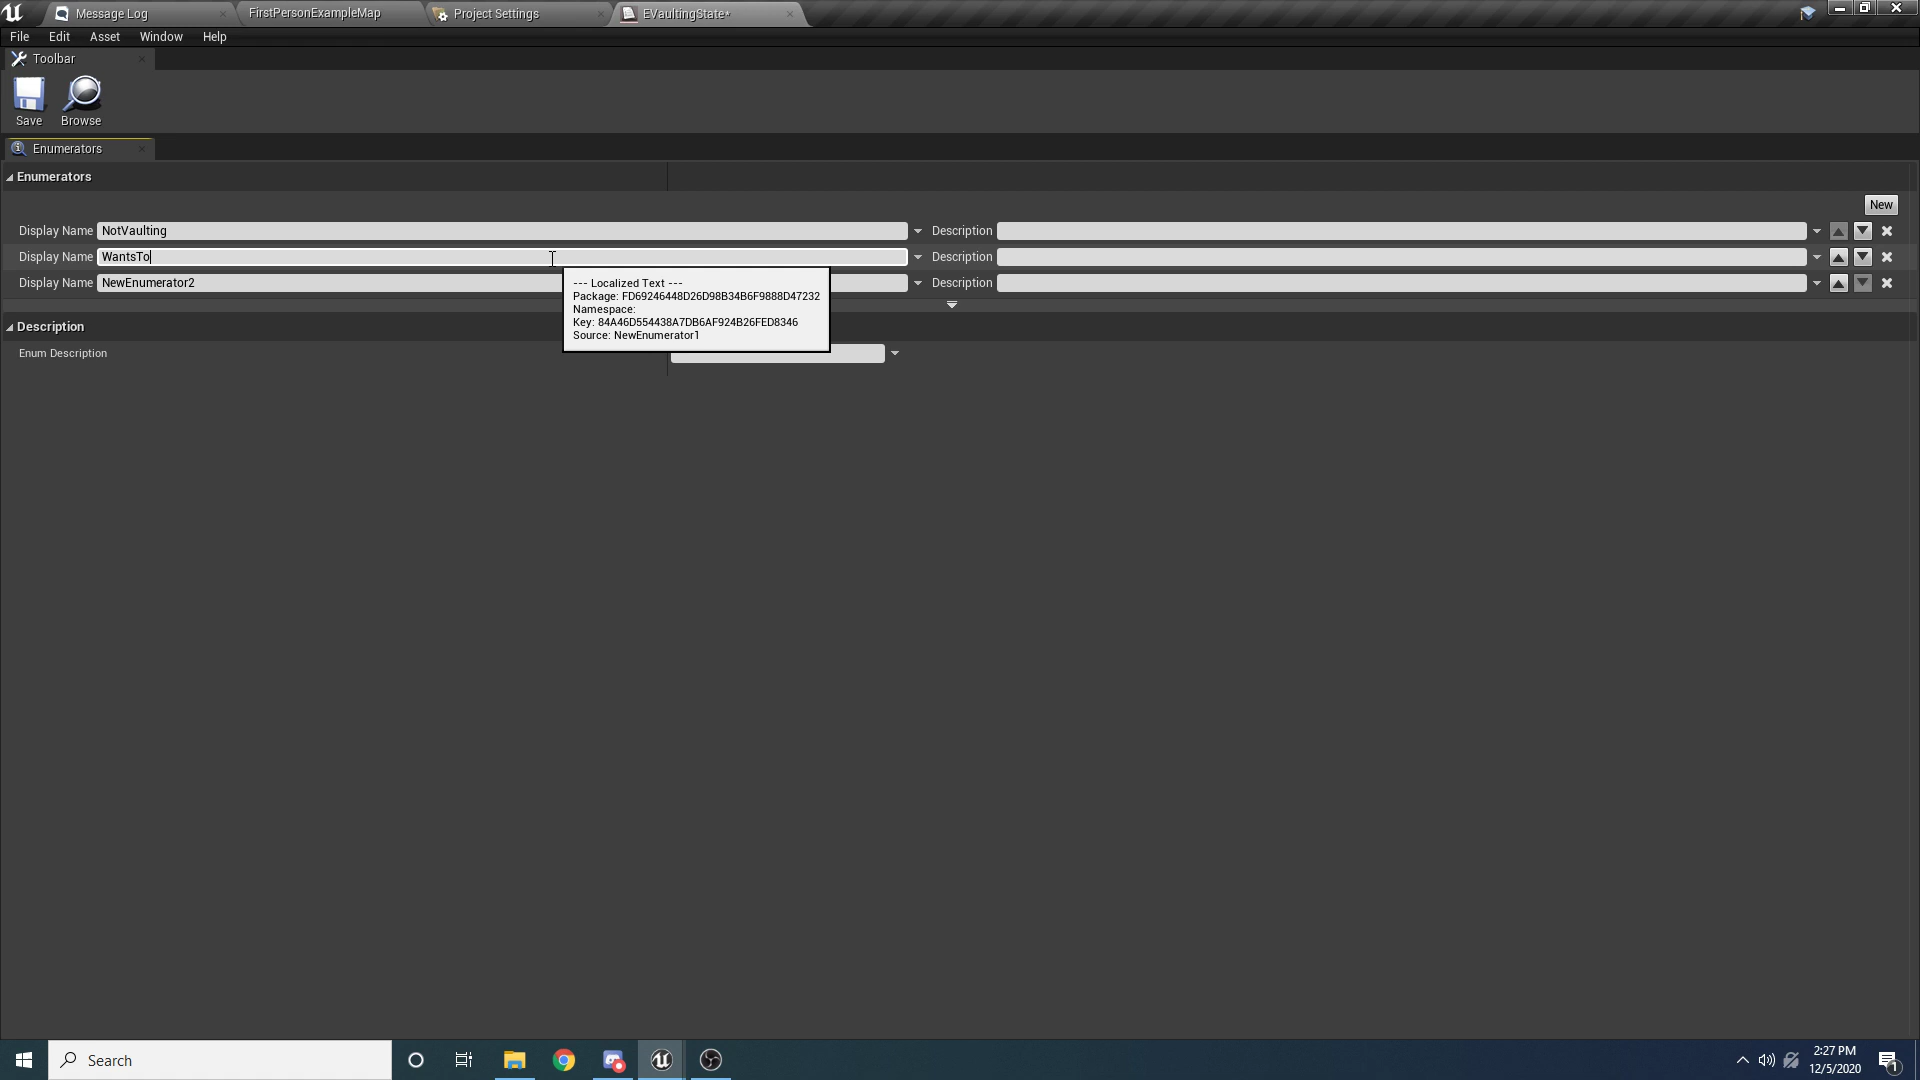 Message Log
FirstPersonExampleMap
Project Settings
EVaultingState*
File Edit Asset Window Help
Toolbar
Save Browse
Enumerators
Enumerators
New
Display Name NotVaulting Description
Display Name WantsTo Description
Display Name NewEnumerator2 Description
--- Localized Text ---
Package: FD69246448D26D98B34B6F9888D47232
Namespace:
Key: 84A46D554438A7DB6AF924B26FED8346
Source: NewEnumerator1
Description
Enum Description
Search
2:27 PM
12/5/2020
1